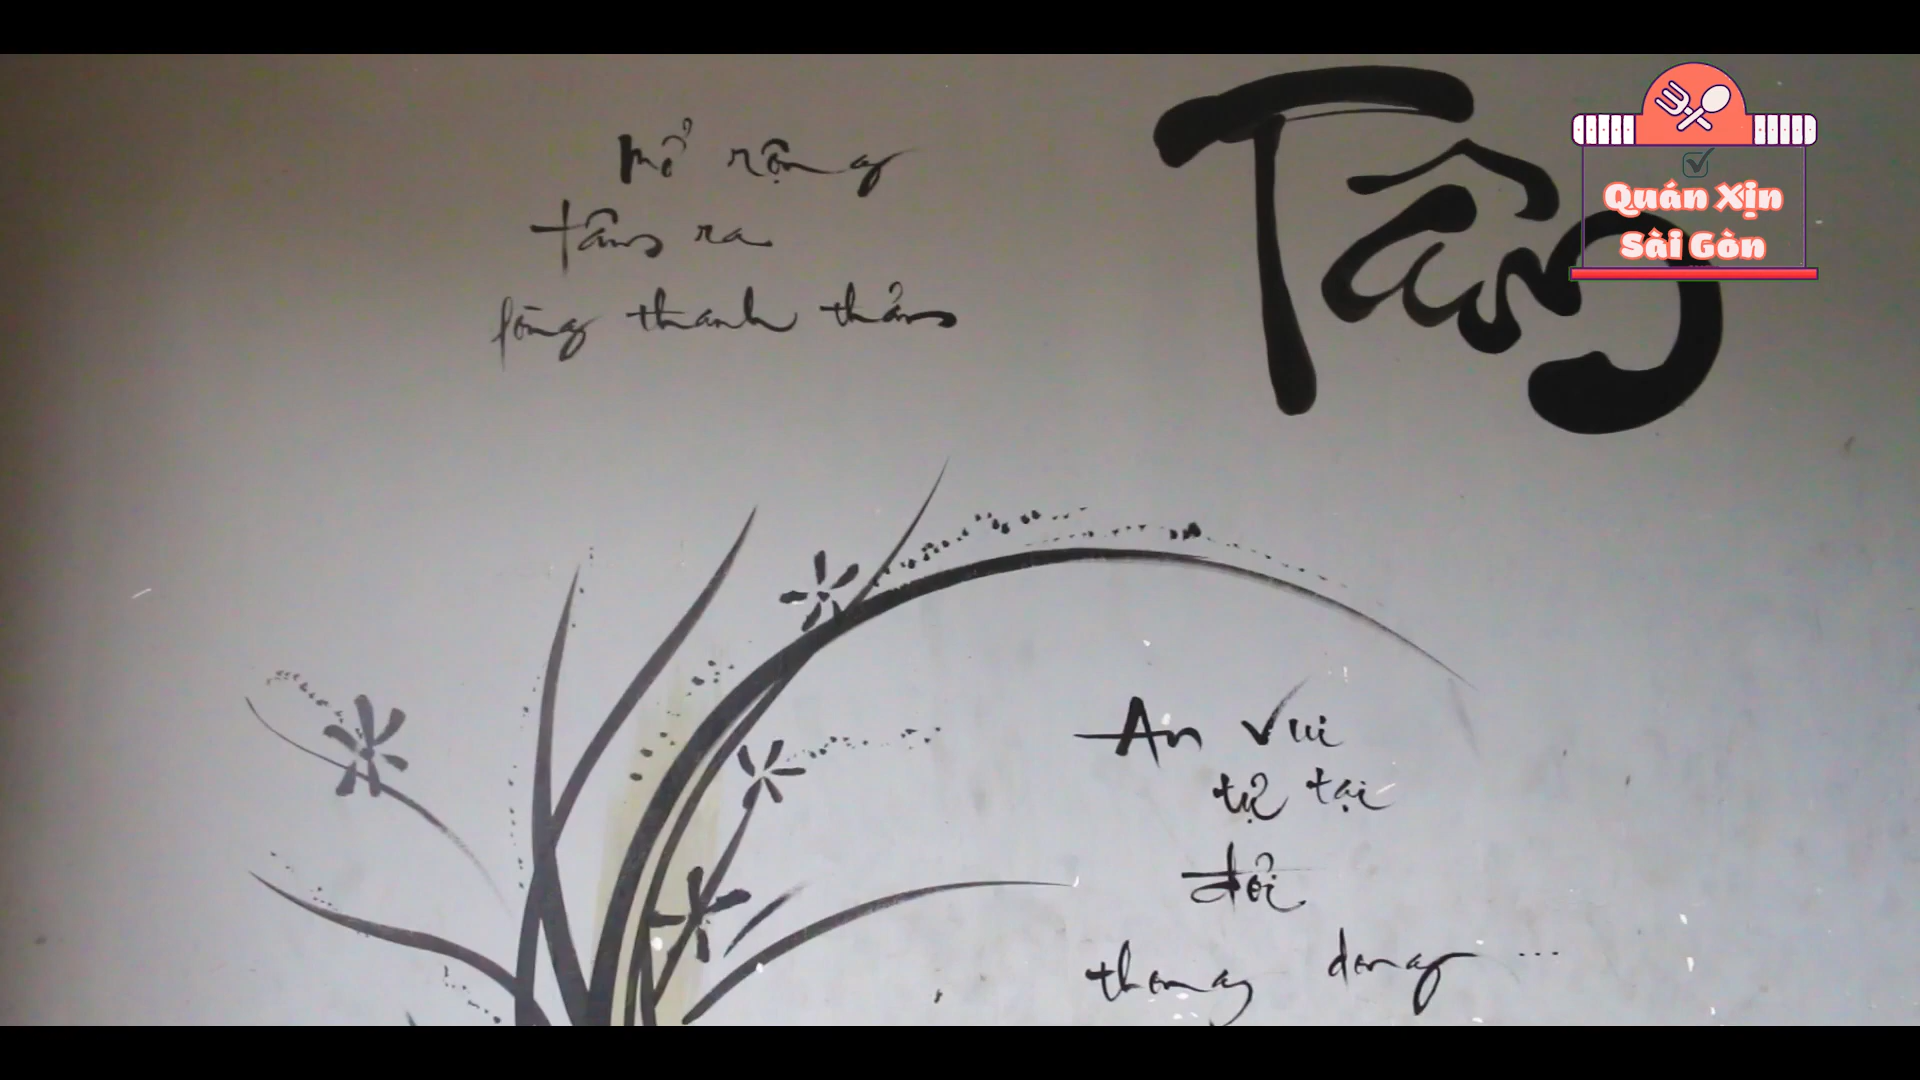 Mở rộng
tâm ra
lòng thanh thản
Tâm
Quán Xịn
Sài Gòn
An vui
tự tại
đời
thong dong ...